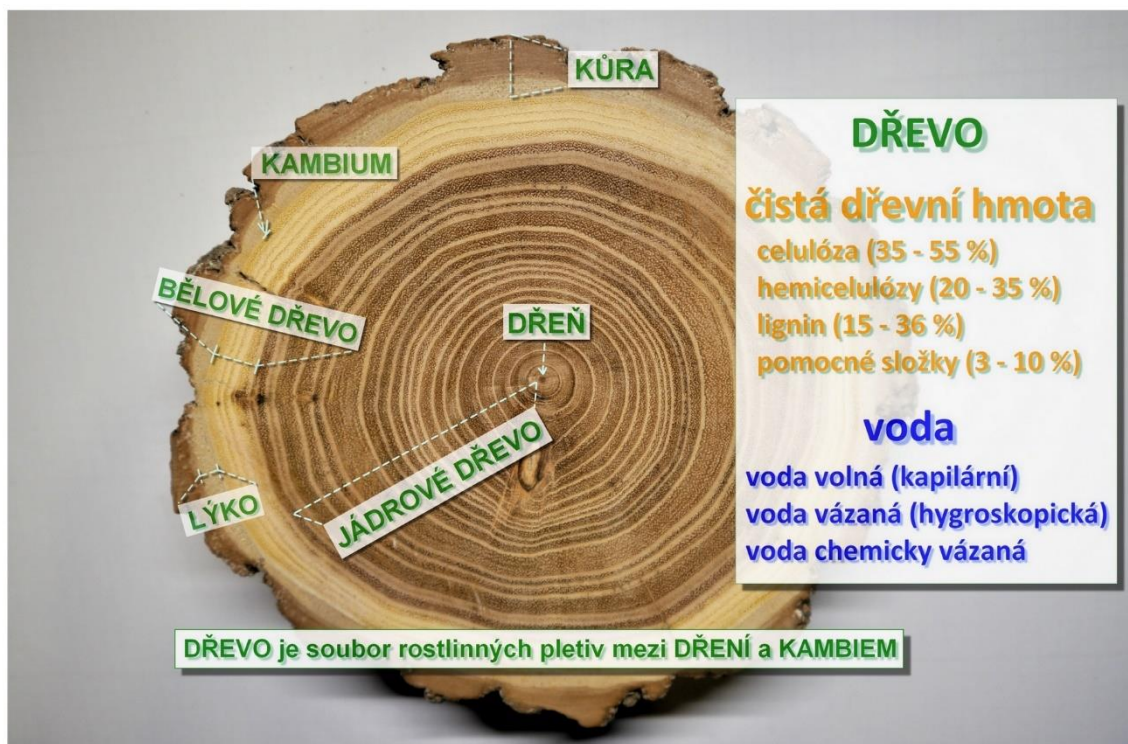 KŮRA
KAMBIUM
BĚLOVÉ DŘEVO
DŘEŇ
JÁDROVÉ DŘEVO
LÝKO
DŘEVO
čistá dřevní hmota
celulóza (35 - 55 %)
hemicelulózy (20 - 35 %)
lignin (15 - 36 %)
pomocné složky (3 - 10 %)
voda
voda volná (kapilární)
voda vázaná (hygroskopická)
voda chemicky vázaná
DŘEVO je soubor rostlinných pletiv mezi DŘENÍ a KAMBIEM